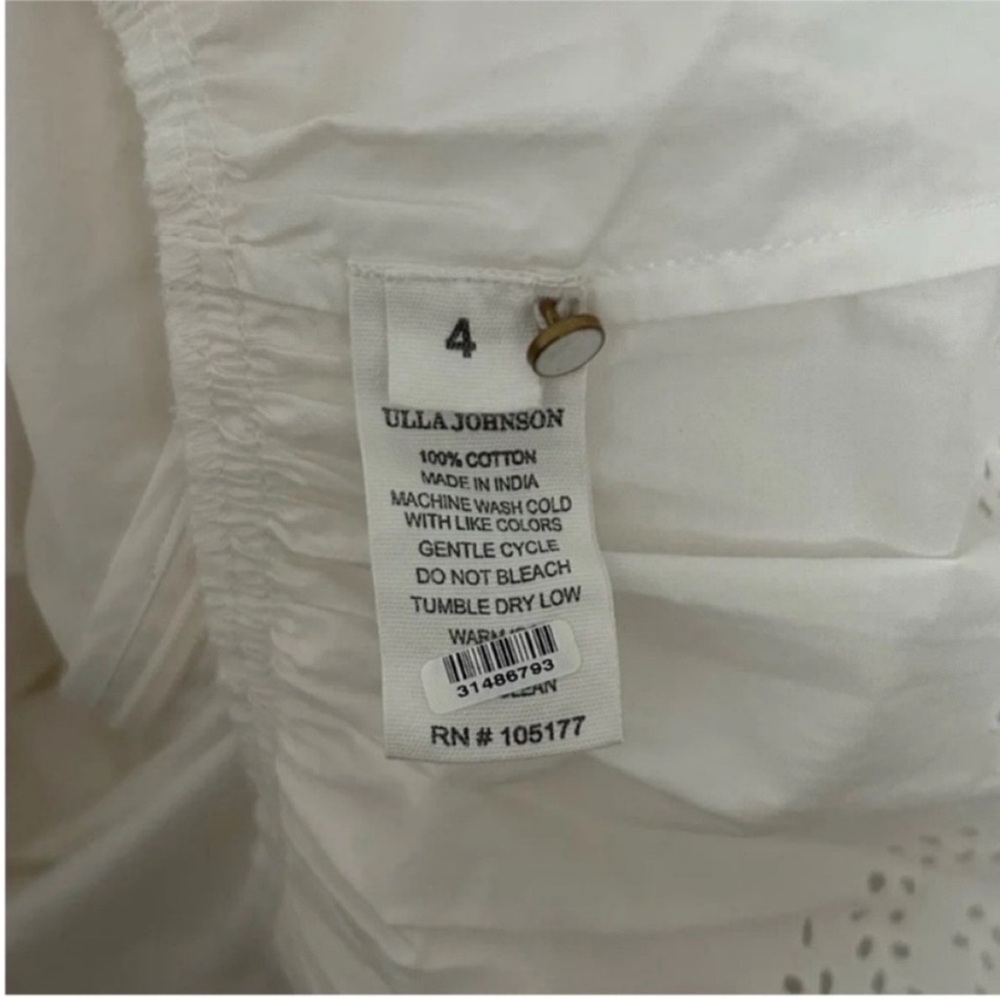 4
ULLA JOHNSON
100% COTTON
MADE IN INDIA
MACHINE WASH COLD
WITH LIKE COLORS
GENTLE CYCLE
DO NOT BLEACH
TUMBLE DRY LOW
WARM
31486793
RN # 105177